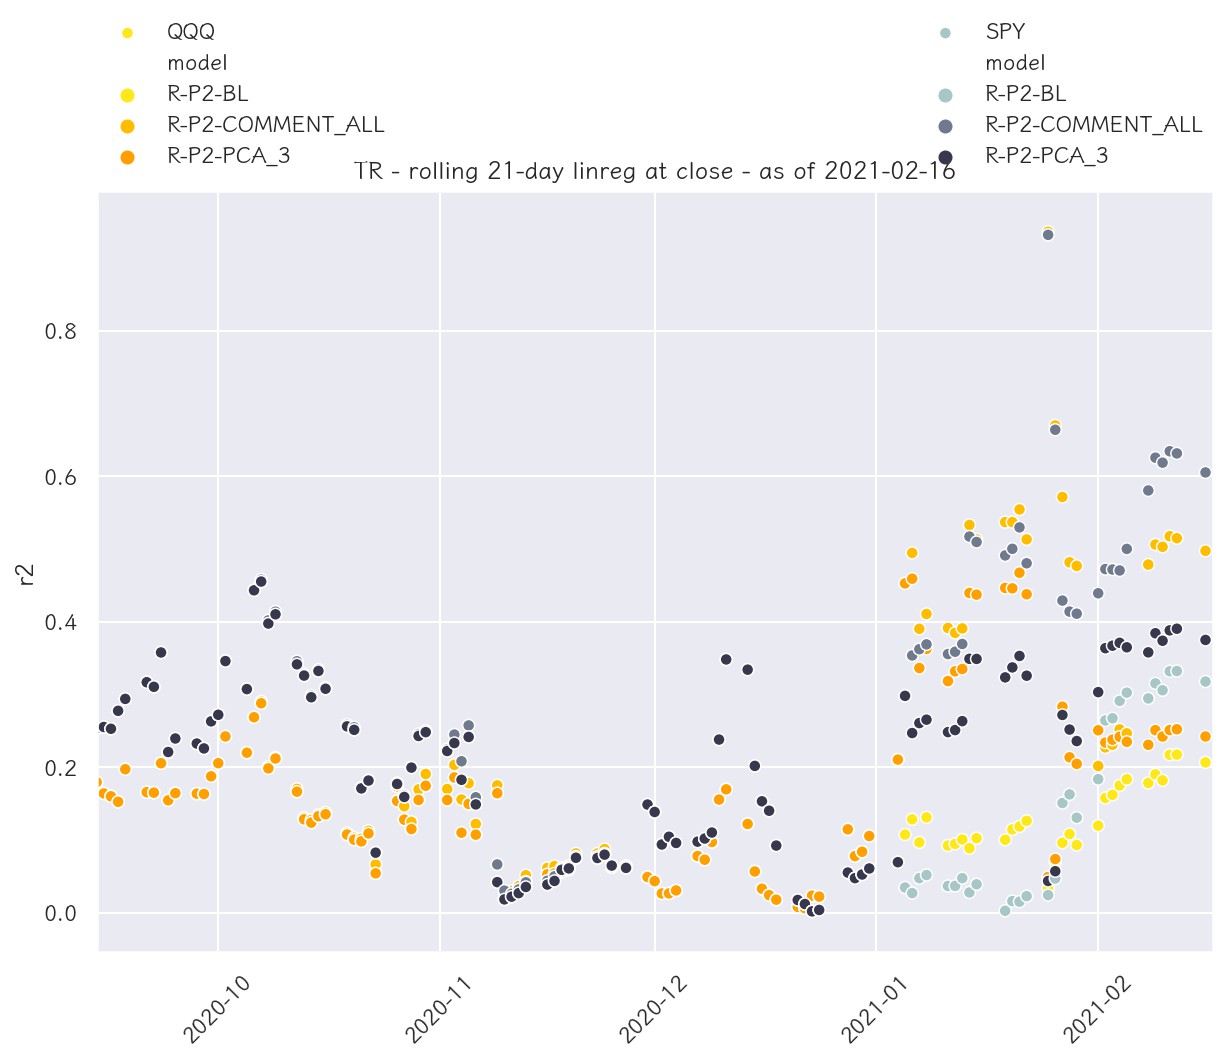 QQQ
model
R-P2-BL
R-P2-COMMENT_ALL
R-P2-PCA_3
SPY
model
R-P2-BL
R-P2-COMMENT_ALL
R-P2-PCA_3
TR - rolling 21-day linreg at close - as of 2021-02-16
r2
0.8
0.6
0.4
0.2
0.0
2020-10
2020-11
2020-12
2021-01
2021-02